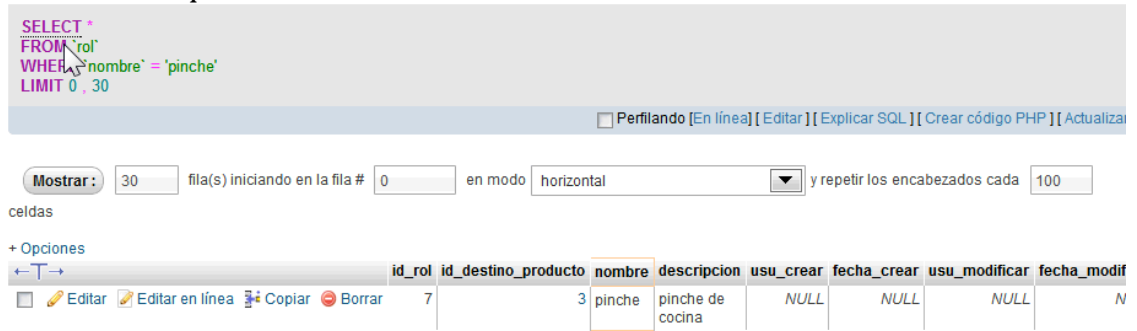 SELECT *
FROM `rol`
WHERE `nombre` = 'pinche'
LIMIT 0 , 30
Perfilando [En línea] [ Editar ] [ Explicar SQL ] [ Crear código PHP ] [ Actualizar
Mostrar : 30 fila(s) iniciando en la fila # 0 en modo horizontal y repetir los encabezados cada 100
celdas
+ Opciones
←T→ id_rol id_destino_producto nombre descripcion usu_crear fecha_crear usu_modificar fecha_modif
Editar Editar en línea Copiar Borrar 7 3 pinche pinche de NULL NULL NULL N
cocina